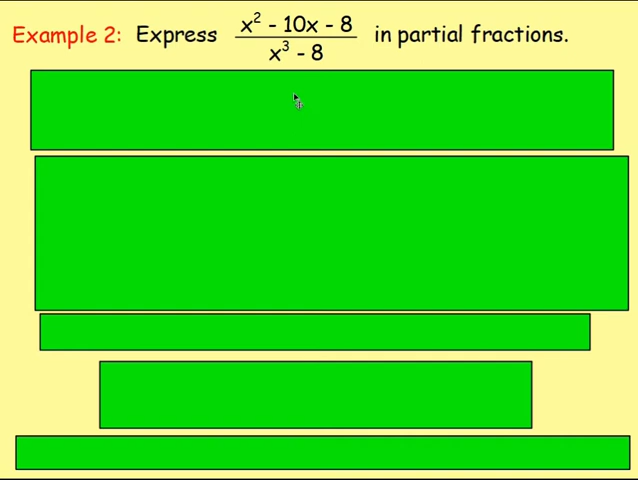 Example 2: Express x² - 10x - 8 / x³ - 8 in partial fractions.